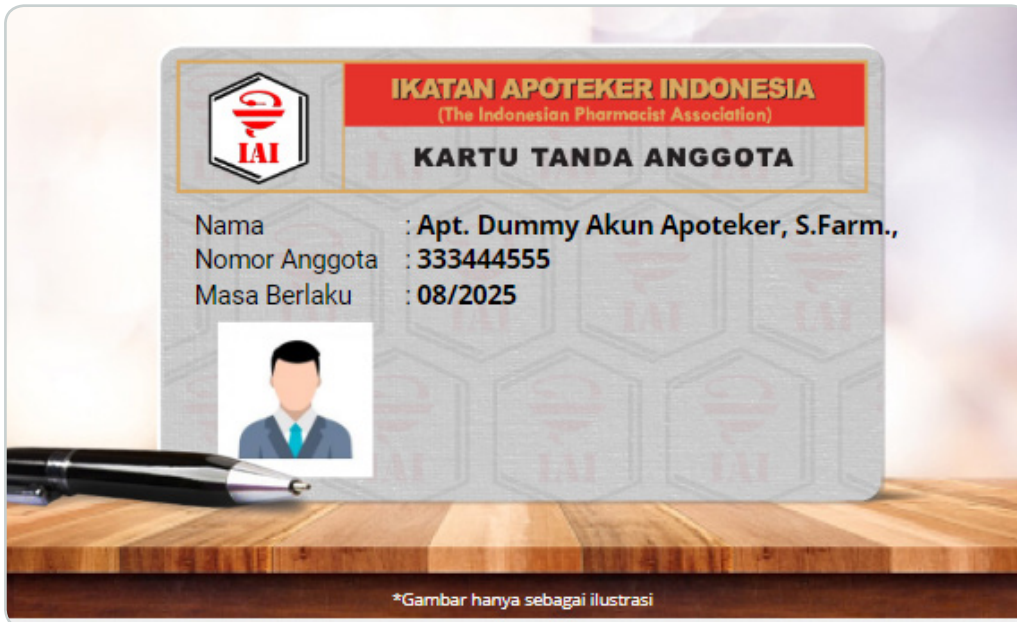 IAI
IKATAN APOTEKER INDONESIA
(The Indonesian Pharmacist Association)
KARTU TANDA ANGGOTA
Nama : Apt. Dummy Akun Apoteker, S.Farm.,
Nomor Anggota : 333444555
Masa Berlaku : 08/2025
*Gambar hanya sebagai ilustrasi